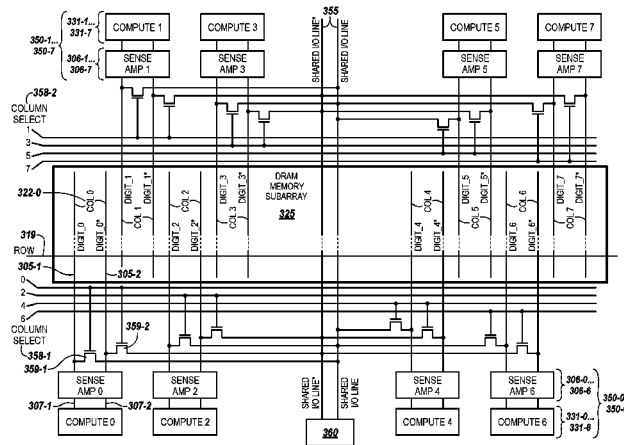 331-1... 331-7
350-1... 350-7
306-1... 306-7
COMPUTE 1
COMPUTE 3
355
COMPUTE 5
COMPUTE 7
SENSE AMP 1
SENSE AMP 3
SHARED I/O LINE*
SHARED I/O LINE
SENSE AMP 5
SENSE AMP 7
358-2
COLUMN SELECT
1
3
5
7
322-0
COL 0
DIGIT_0
DIGIT_0*
DIGIT_1
DIGIT_1*
COL 1
COL 2
DIGIT_2
DIGIT_2*
DIGIT_3
DIGIT_3*
COL 3
DRAM MEMORY SUBARRAY
325
COL 4
DIGIT_4
DIGIT_4*
DIGIT_5
DIGIT_5*
COL 5
COL 6
DIGIT_6
DIGIT_6*
DIGIT_7
DIGIT_7*
COL 7
319
ROW
305-1
305-2
0
2
4
6
COLUMN SELECT
358-1
359-1
359-2
SENSE AMP 0
SENSE AMP 2
SHARED I/O LINE*
SHARED I/O LINE
SENSE AMP 4
SENSE AMP 6
306-0... 306-6
307-1
307-2
COMPUTE 0
COMPUTE 2
360
COMPUTE 4
COMPUTE 6
331-0... 331-6